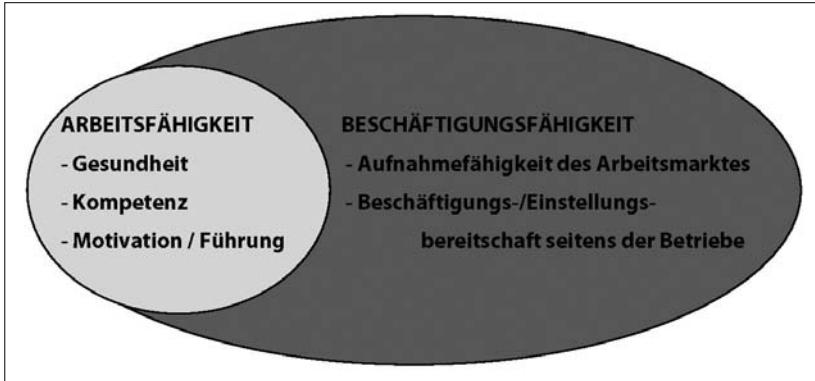 ARBEITSFÄHIGKEIT
- Gesundheit
- Kompetenz
- Motivation / Führung
BESCHÄFTIGUNGSFÄHIGKEIT
- Aufnahmefähigkeit des Arbeitsmarktes
- Beschäftigungs-/Einstellungs-
bereitschaft seitens der Betriebe